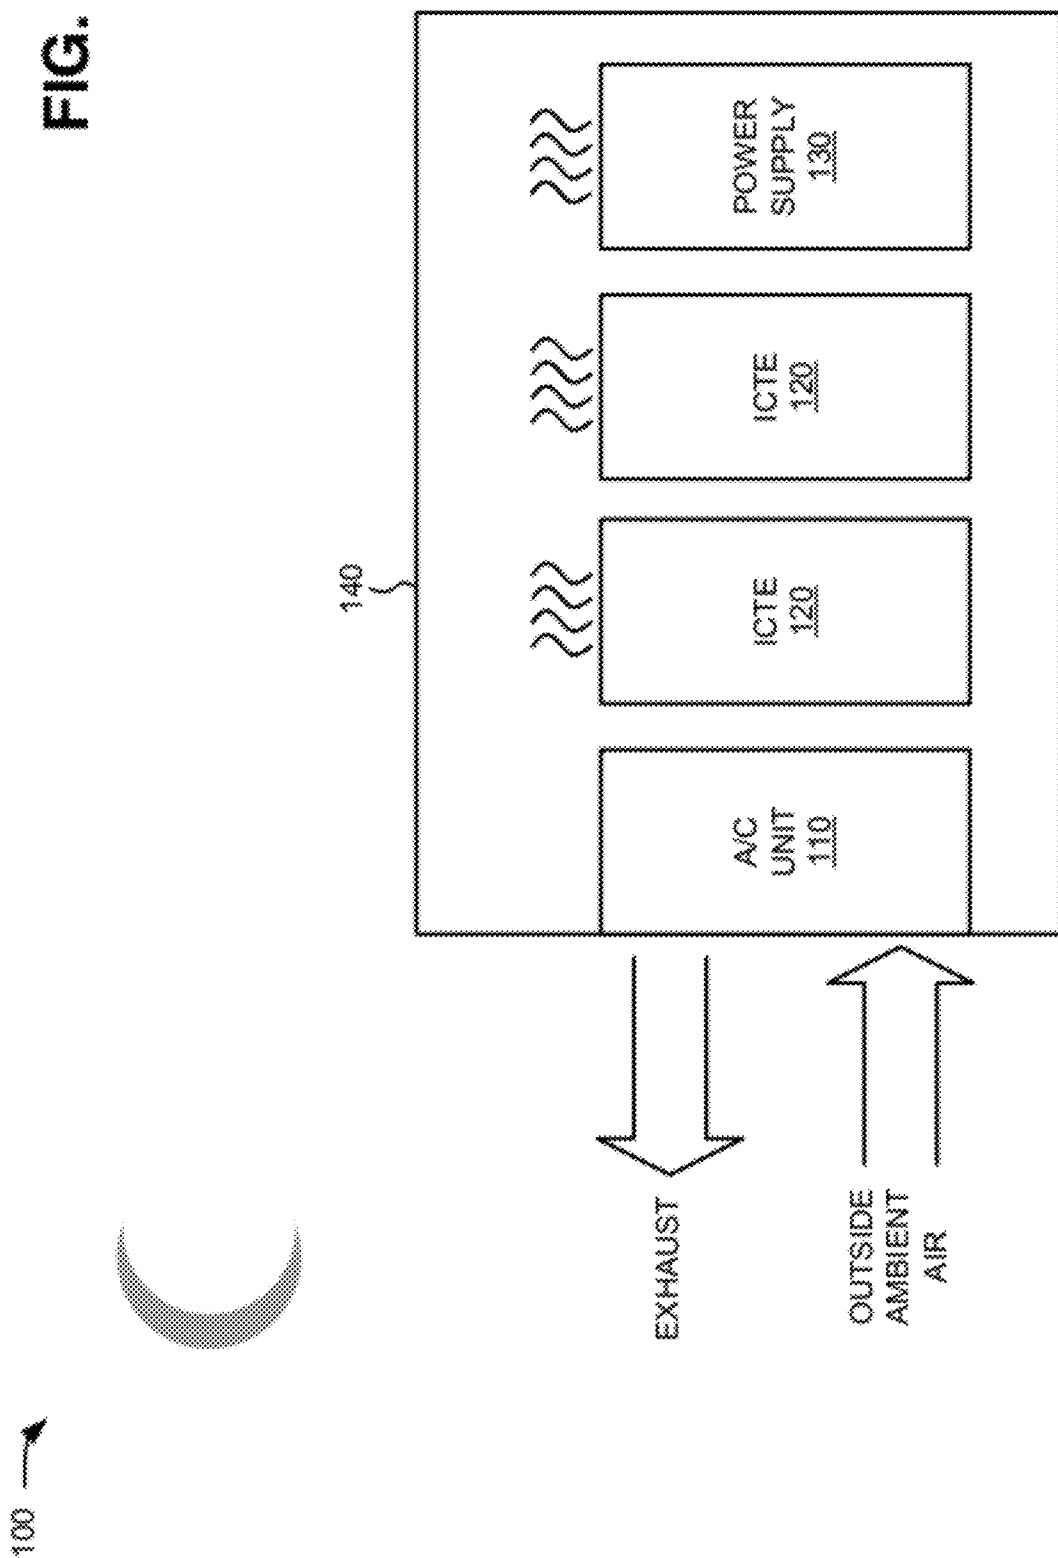 FIG.
100
140
A/C
UNIT
110
ICTE
120
ICTE
120
POWER
SUPPLY
130
EXHAUST
OUTSIDE
AMBIENT
AIR